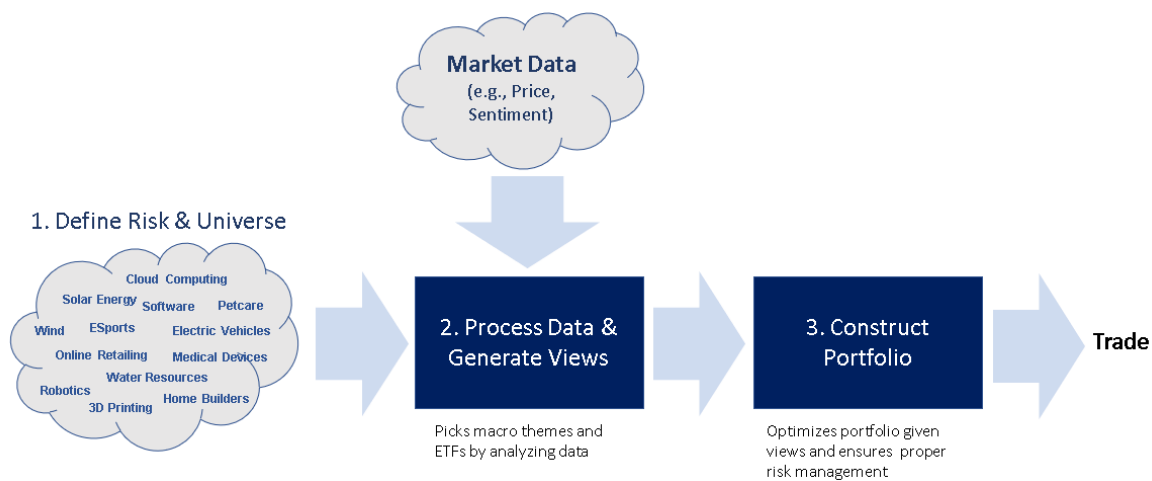 Market Data
(e.g., Price,
Sentiment)
1. Define Risk & Universe
Cloud Computing
Solar Energy
Software
Petcare
Wind
ESports
Electric Vehicles
Online Retailing
Medical Devices
Water Resources
Robotics
Home Builders
3D Printing
2. Process Data &
Generate Views
3. Construct
Portfolio
Trade
Picks macro themes and
ETFs by analyzing data
Optimizes portfolio given
views and ensures proper
risk management